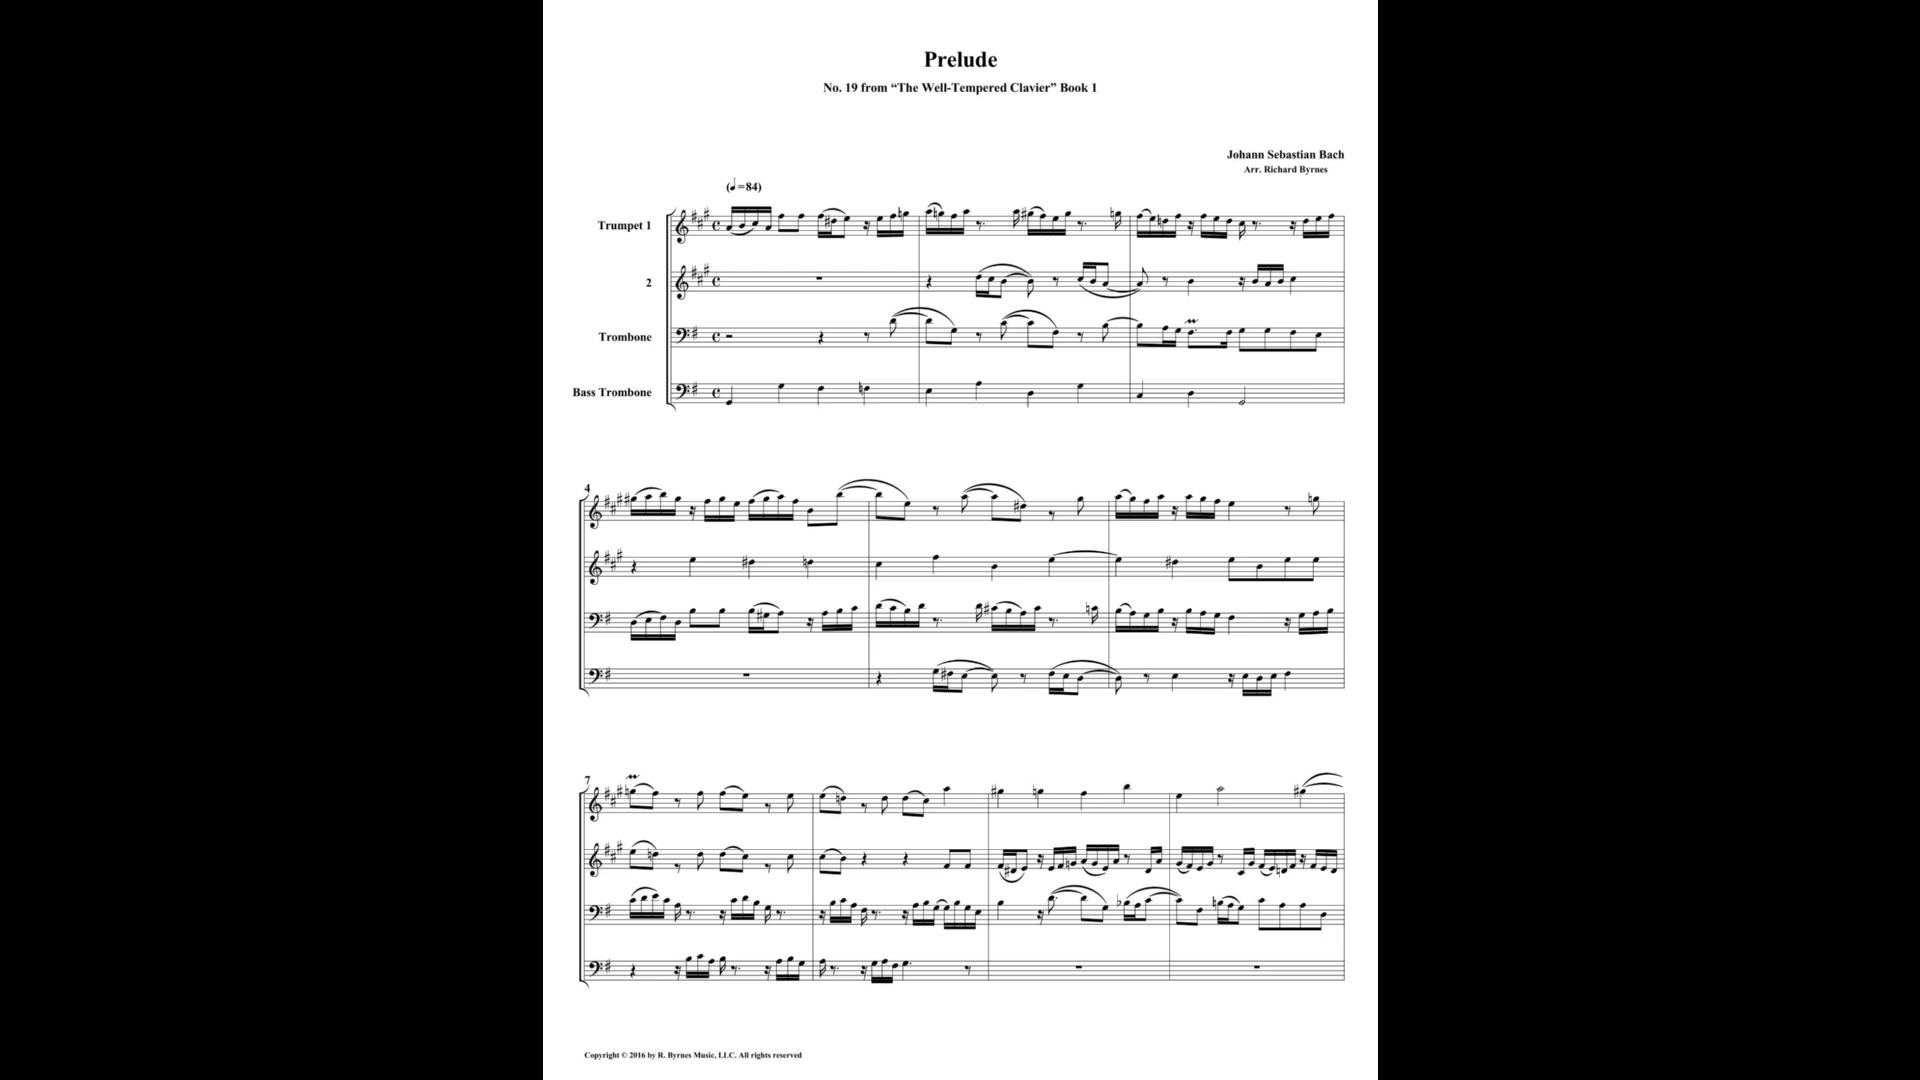 Prelude
No. 19 from “The Well-Tempered Clavier” Book 1
Johann Sebastian Bach
Arr. Richard Byrnes
(♩=84)
Trumpet 1
2
Trombone
Bass Trombone
4
7
Copyright © 2016 by R. Byrnes Music, LLC. All rights reserved